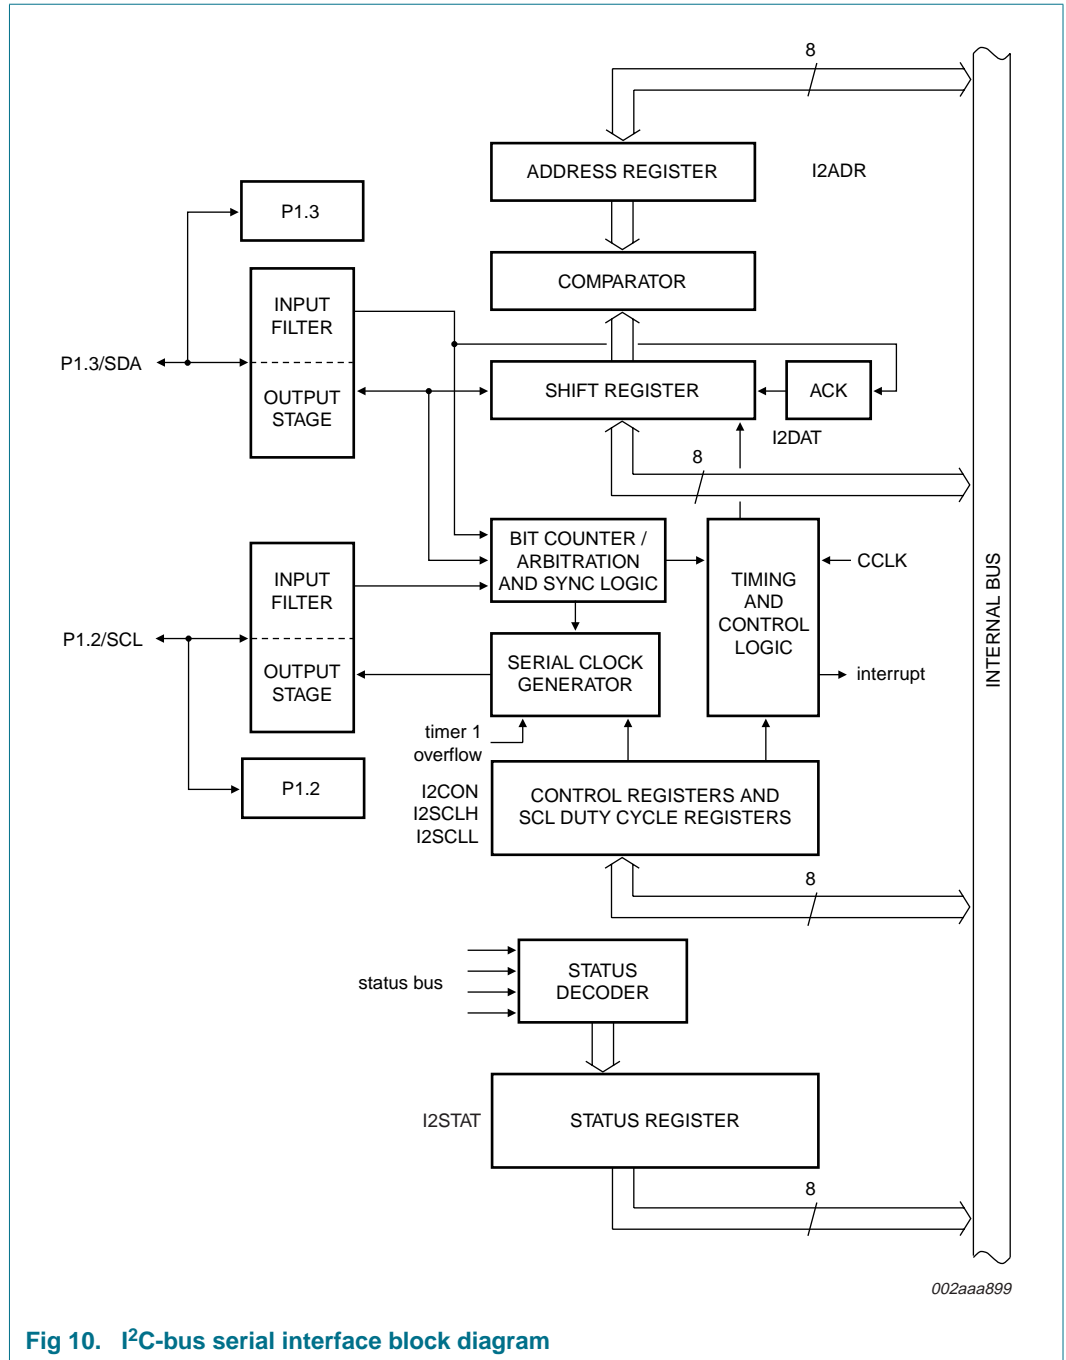 8
ADDRESS REGISTER
I2ADR
P1.3
COMPARATOR
INPUT
FILTER
P1.3/SDA
OUTPUT
STAGE
SHIFT REGISTER
ACK
I2DAT
8
BIT COUNTER /
ARBITRATION
AND SYNC LOGIC
INPUT
FILTER
TIMING
AND
CONTROL
LOGIC
CCLK
INTERNAL BUS
P1.2/SCL
OUTPUT
STAGE
SERIAL CLOCK
GENERATOR
interrupt
timer 1
overflow
P1.2
I2CON
I2SCLH
I2SCLL
CONTROL REGISTERS AND
SCL DUTY CYCLE REGISTERS
8
status bus
STATUS
DECODER
I2STAT
STATUS REGISTER
8
002aaa899
Fig 10. I²C-bus serial interface block diagram